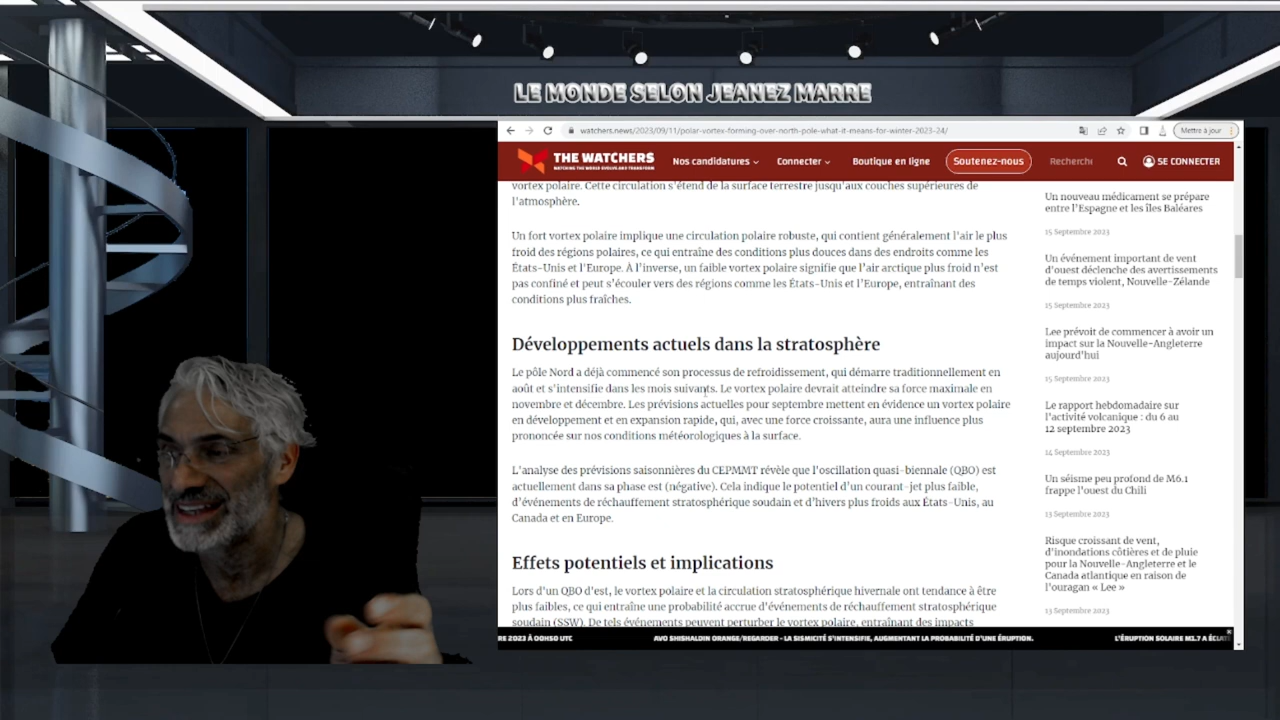 LE MONDE SELON JEANEZ MARRE
watchers.news/2023/09/11/polar-vortex-forming-over-north-pole-what-it-means-for-winter-2023-24/
Mettre à jour
THE WATCHERS
WATCHING THE WORLD EVOLVE AND TRANSFORM
Nos candidatures
Connecter
Boutique en ligne
Soutenez-nous
Recherch
SE CONNECTER
vortex polaire. Cette circulation s'étend de la surface terrestre jusqu'aux couches supérieures de
l'atmosphère.
Un fort vortex polaire implique une circulation polaire robuste, qui contient généralement l'air le plus
froid des régions polaires, ce qui entraîne des conditions plus douces dans des endroits comme les
États-Unis et l'Europe. À l'inverse, un faible vortex polaire signifie que l'air arctique plus froid n'est
pas confiné et peut s'écouler vers des régions comme les États-Unis et l'Europe, entraînant des
conditions plus fraîches.
Développements actuels dans la stratosphère
Le pôle Nord a déjà commencé son processus de refroidissement, qui démarre traditionnellement en
août et s'intensifie dans les mois suivants. Le vortex polaire devrait atteindre sa force maximale en
novembre et décembre. Les prévisions actuelles pour septembre mettent en évidence un vortex polaire
en développement et en expansion rapide, qui, avec une force croissante, aura une influence plus
prononcée sur nos conditions météorologiques à la surface.
L'analyse des prévisions saisonnières du CEPMMT révèle que l'oscillation quasi-biennale (QBO) est
actuellement dans sa phase est (négative). Cela indique le potentiel d'un courant-jet plus faible,
d'événements de réchauffement stratosphérique soudain et d'hivers plus froids aux États-Unis, au
Canada et en Europe.
Effets potentiels et implications
Lors d'un QBO d'est, le vortex polaire et la circulation stratosphérique hivernale ont tendance à être
plus faibles, ce qui entraîne une probabilité accrue d'événements de réchauffement stratosphérique
soudain (SSW). De tels événements peuvent perturber le vortex polaire, entraînant des impacts
Un nouveau médicament se prépare
entre l'Espagne et les îles Baléares
15 Septembre 2023
Un événement important de vent
d'ouest déclenche des avertissements
de temps violent, Nouvelle-Zélande
15 Septembre 2023
Lee prévoit de commencer à avoir un
impact sur la Nouvelle-Angleterre
aujourd'hui
15 Septembre 2023
Le rapport hebdomadaire sur
l'activité volcanique : du 6 au
12 septembre 2023
14 Septembre 2023
Un séisme peu profond de M6.1
frappe l'ouest du Chili
13 Septembre 2023
Risque croissant de vent,
d'inondations côtières et de pluie
pour la Nouvelle-Angleterre et le
Canada atlantique en raison de
l'ouragan « Lee »
13 Septembre 2023
RE 2023 À 00H50 UTC
AVO SHISHALDIN ORANGE/REGARDER - LA SISMICITÉ S'INTENSIFIE, AUGMENTANT LA PROBABILITÉ D'UNE ÉRUPTION.
L'ÉRUPTION SOLAIRE M1.7 A ÉCLAT